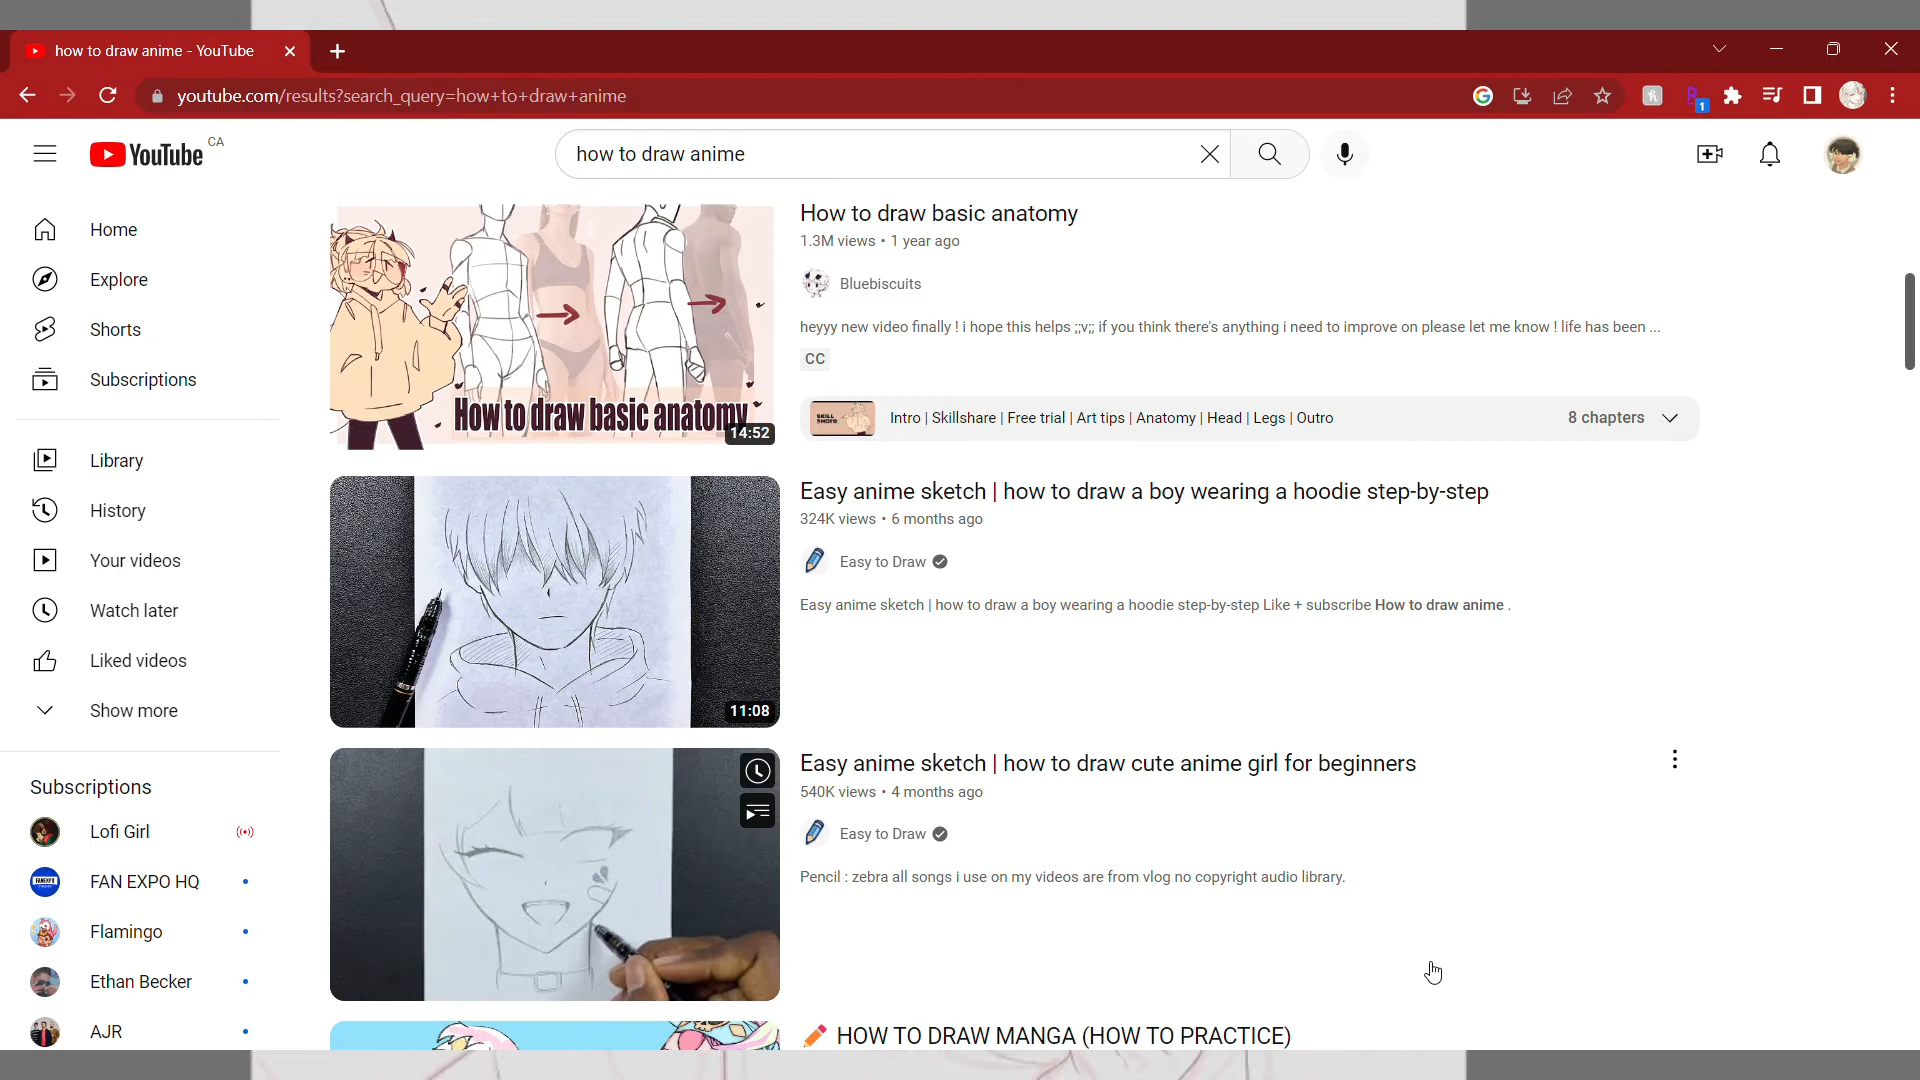 how to draw anime - YouTube
youtube.com/results?search_query=how+to+draw+anime
1
YouTube CA
how to draw anime
Home
Explore
Shorts
Subscriptions
Library
History
Your videos
Watch later
Liked videos
Show more
Subscriptions
Lofi Girl
FAN EXPO HQ
Flamingo
Ethan Becker
AJR
How to draw basic anatomy
14:52
How to draw basic anatomy
1.3M views • 1 year ago
Bluebiscuits
heyyy new video finally ! i hope this helps ;;v;; if you think there's anything i need to improve on please let me know ! life has been ...
CC
SKILL
SHARE
Intro | Skillshare | Free trial | Art tips | Anatomy | Head | Legs | Outro
8 chapters
11:08
Easy anime sketch | how to draw a boy wearing a hoodie step-by-step
324K views • 6 months ago
Easy to Draw
Easy anime sketch | how to draw a boy wearing a hoodie step-by-step Like + subscribe How to draw anime .
Easy anime sketch | how to draw cute anime girl for beginners
540K views • 4 months ago
Easy to Draw
Pencil : zebra all songs i use on my videos are from vlog no copyright audio library.
HOW TO DRAW MANGA (HOW TO PRACTICE)